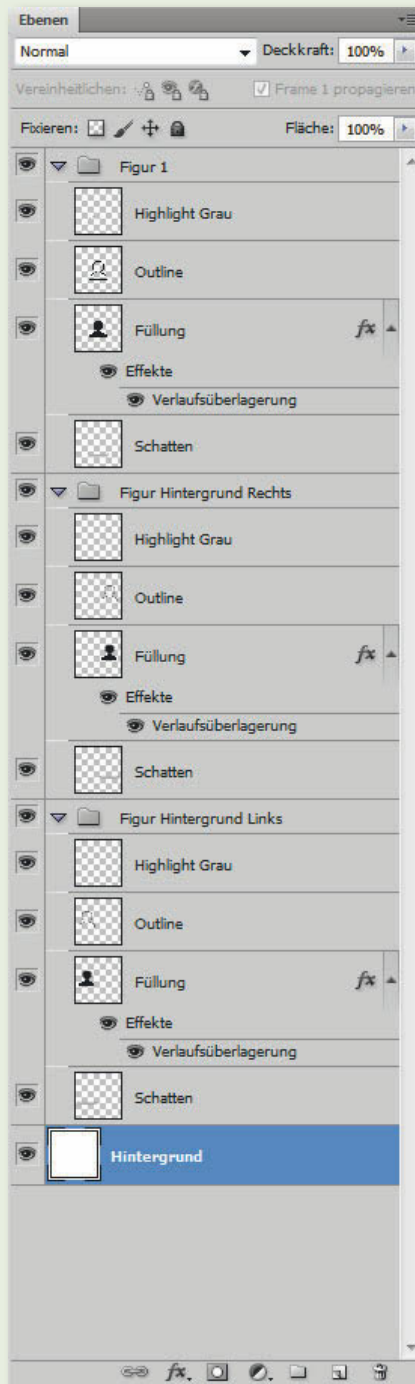 Ebenen
Normal Deckkraft: 100%
Vereinheitlichen: Frame 1 propagieren
Fixieren: Fläche: 100%
Figur 1
Highlight Grau
Outline
Füllung fx
Effekte
Verlaufsüberlagerung
Schatten
Figur Hintergrund Rechts
Highlight Grau
Outline
Füllung fx
Effekte
Verlaufsüberlagerung
Schatten
Figur Hintergrund Links
Highlight Grau
Outline
Füllung fx
Effekte
Verlaufsüberlagerung
Schatten
Hintergrund
fx.